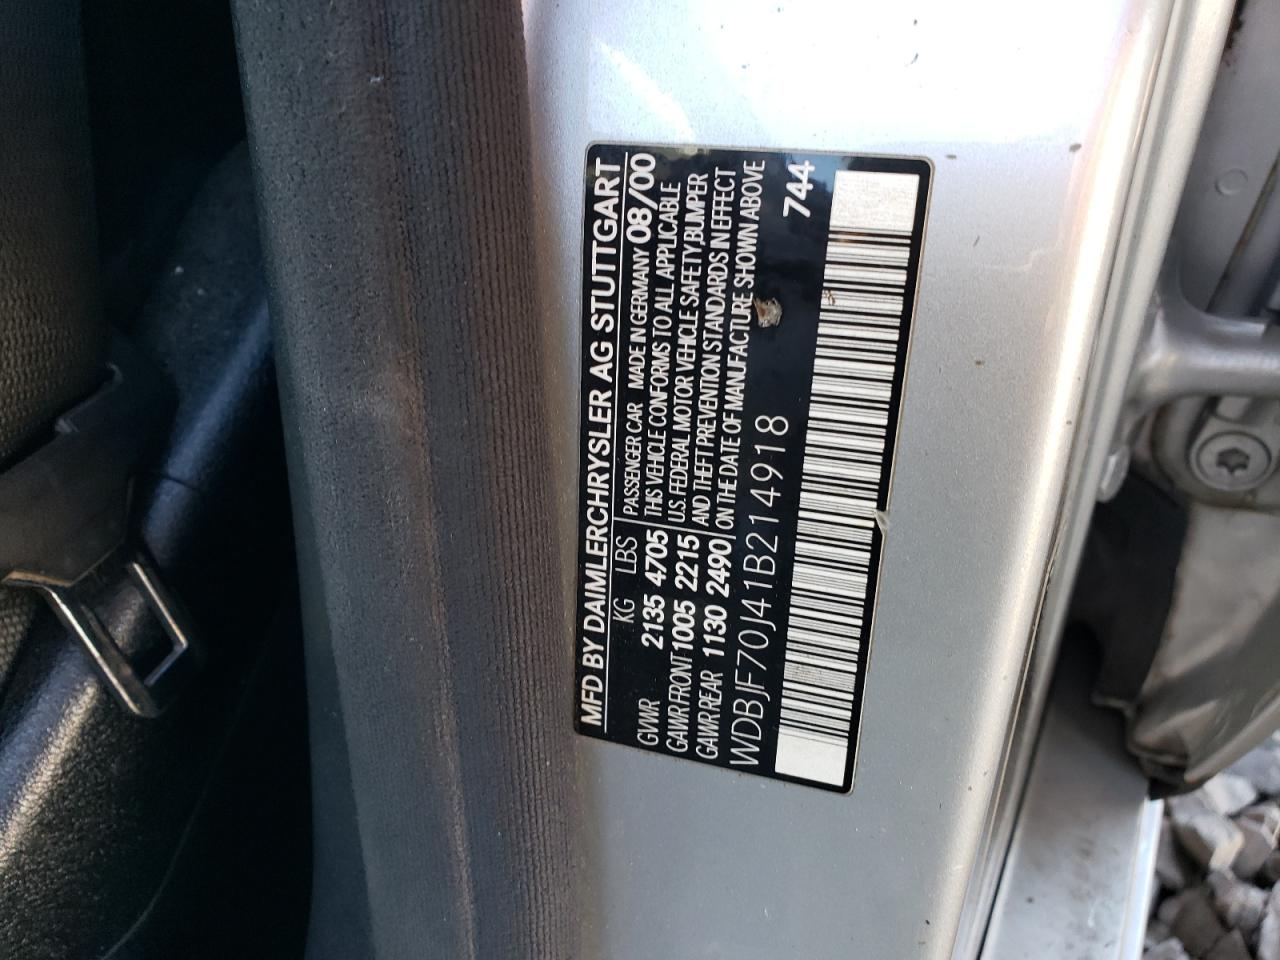 MFD BY DAIMLERCHRYSLER AG STUTTGART
KG LBS
GVWR 2135 4705
GAWR FRONT 1005 2215
GAWR REAR 1130 2490
PASSENGER CAR MADE IN GERMANY 08/00
THIS VEHICLE CONFORMS TO ALL APPLICABLE
U.S. FEDERAL MOTOR VEHICLE SAFETY,BUMPER
AND THEFT PREVENTION STANDARDS IN EFFECT
ON THE DATE OF MANUFACTURE SHOWN ABOVE
WDBJF70J41B214918
744